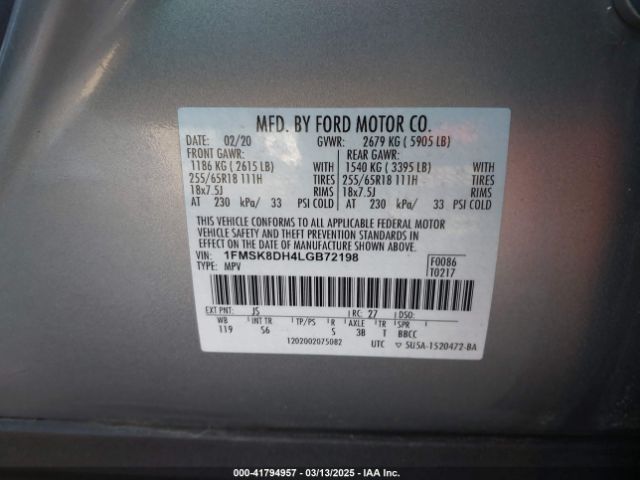 MFD. BY FORD MOTOR CO.
DATE: 02/20 GVWR: 2679 KG ( 5905 LB)
FRONT GAWR: REAR GAWR:
1186 KG ( 2615 LB) WITH 1540 KG ( 3395 LB) WITH
255/65R18 111H TIRES 255/65R18 111H TIRES
18x7.5J RIMS 18x7.5J RIMS
AT 230 kPa/ 33 PSI COLD AT 230 kPa/ 33 PSI COLD
THIS VEHICLE CONFORMS TO ALL APPLICABLE FEDERAL MOTOR
VEHICLE SAFETY AND THEFT PREVENTION STANDARDS IN
EFFECT ON THE DATE OF MANUFACTURE SHOWN ABOVE.
VIN: 1FMSK8DH4LGB72198 F0086
TYPE: MPV T0217
EXT PNT: JS RC: 27 DSO:
WB INT TR TP/PS R AXLE TR SPR
119 S6 S 3B T BBCC
1202002075082 UTC ▽ 5U5A-1520472-BA
000-41794957 - 03/13/2025 - IAA Inc.